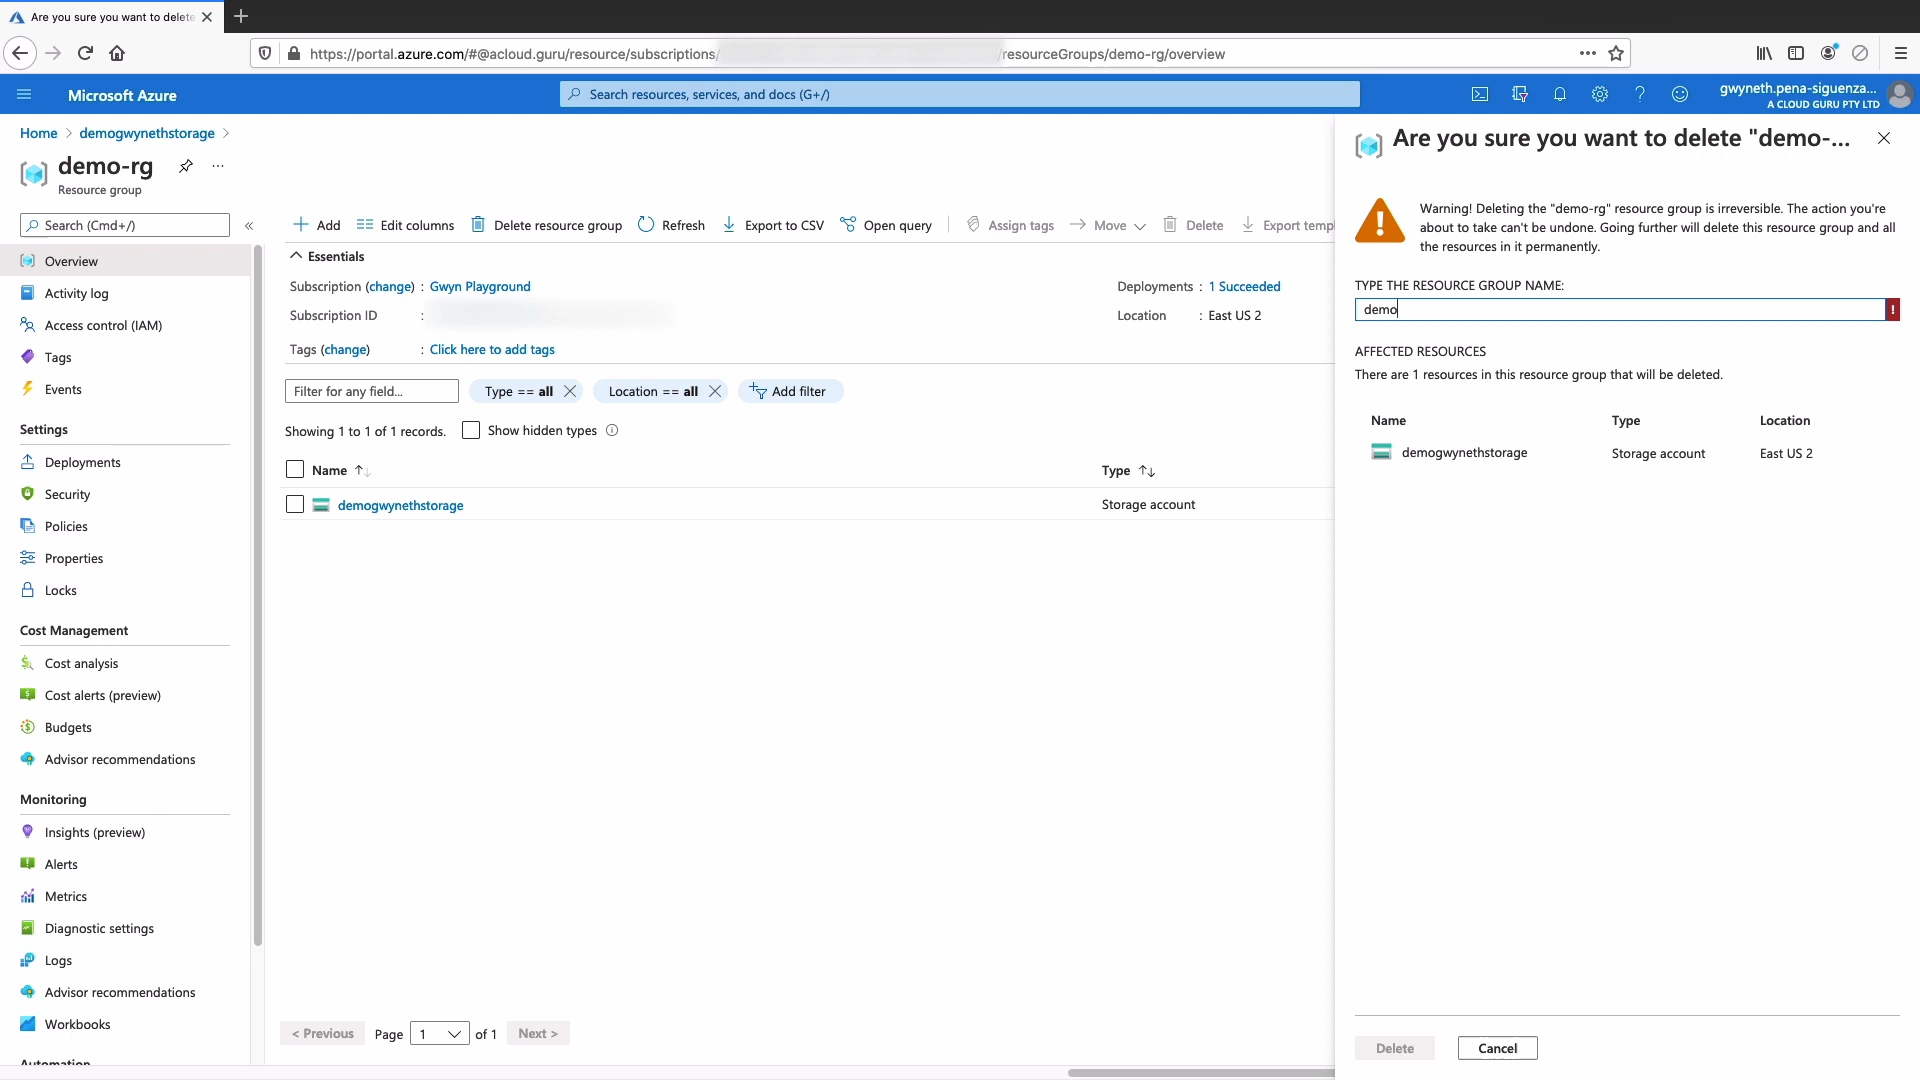 Are you sure you want to delete
https://portal.azure.com/#@acloud.guru/resource/subscriptions/ /resourceGroups/demo-rg/overview
Microsoft Azure
Search resources, services, and docs (G+/)
gwyneth.pena-siguenza...
A CLOUD GURU PTY LTD
Home > demogwynethstorage >
demo-rg
Resource group
Search (Cmd+/)
«
Overview
Activity log
Access control (IAM)
Tags
Events
Settings
Deployments
Security
Policies
Properties
Locks
Cost Management
Cost analysis
Cost alerts (preview)
Budgets
Advisor recommendations
Monitoring
Insights (preview)
Alerts
Metrics
Diagnostic settings
Logs
Advisor recommendations
Workbooks
Automation
Add Edit columns Delete resource group Refresh Export to CSV Open query Assign tags Move Delete Export temp
Essentials
Subscription (change) : Gwyn Playground
Subscription ID :
Tags (change) : Click here to add tags
Deployments : 1 Succeeded
Location : East US 2
Filter for any field... Type == all Location == all Add filter
Showing 1 to 1 of 1 records. Show hidden types
Name Type
demogwynethstorage Storage account
< Previous Page 1 of 1 Next >
Are you sure you want to delete "demo-...
Warning! Deleting the "demo-rg" resource group is irreversible. The action you're
about to take can't be undone. Going further will delete this resource group and all
the resources in it permanently.
TYPE THE RESOURCE GROUP NAME:
demo
!
AFFECTED RESOURCES
There are 1 resources in this resource group that will be deleted.
Name Type Location
demogwynethstorage Storage account East US 2
Delete Cancel